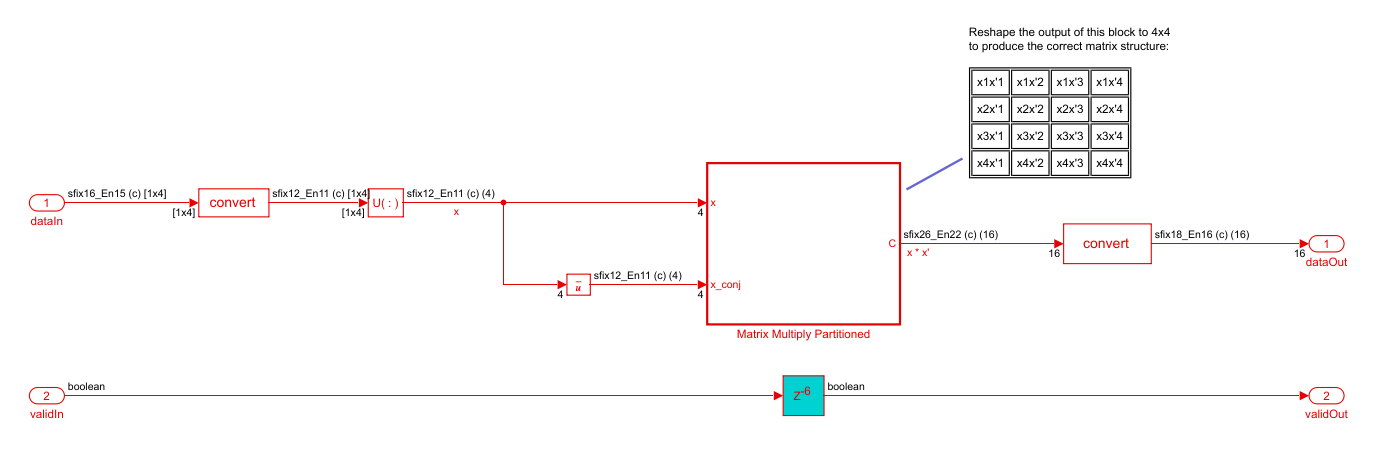 Reshape the output of this block to 4x4
to produce the correct matrix structure:
x1x'1 x1x'2 x1x'3 x1x'4
x2x'1 x2x'2 x2x'3 x2x'4
x3x'1 x3x'2 x3x'3 x3x'4
x4x'1 x4x'2 x4x'3 x4x'4
1
dataIn
sfix16_En15 (c) [1x4]
[1x4]
convert
sfix12_En11 (c) [1x4]
[1x4]
U( : )
sfix12_En11 (c) (4)
x
4
x
4
u
sfix12_En11 (c) (4)
4
x_conj
C
Matrix Multiply Partitioned
sfix26_En22 (c) (16)
x * x'
16
convert
sfix18_En16 (c) (16)
16
1
dataOut
2
validIn
boolean
Z-6
boolean
2
validOut